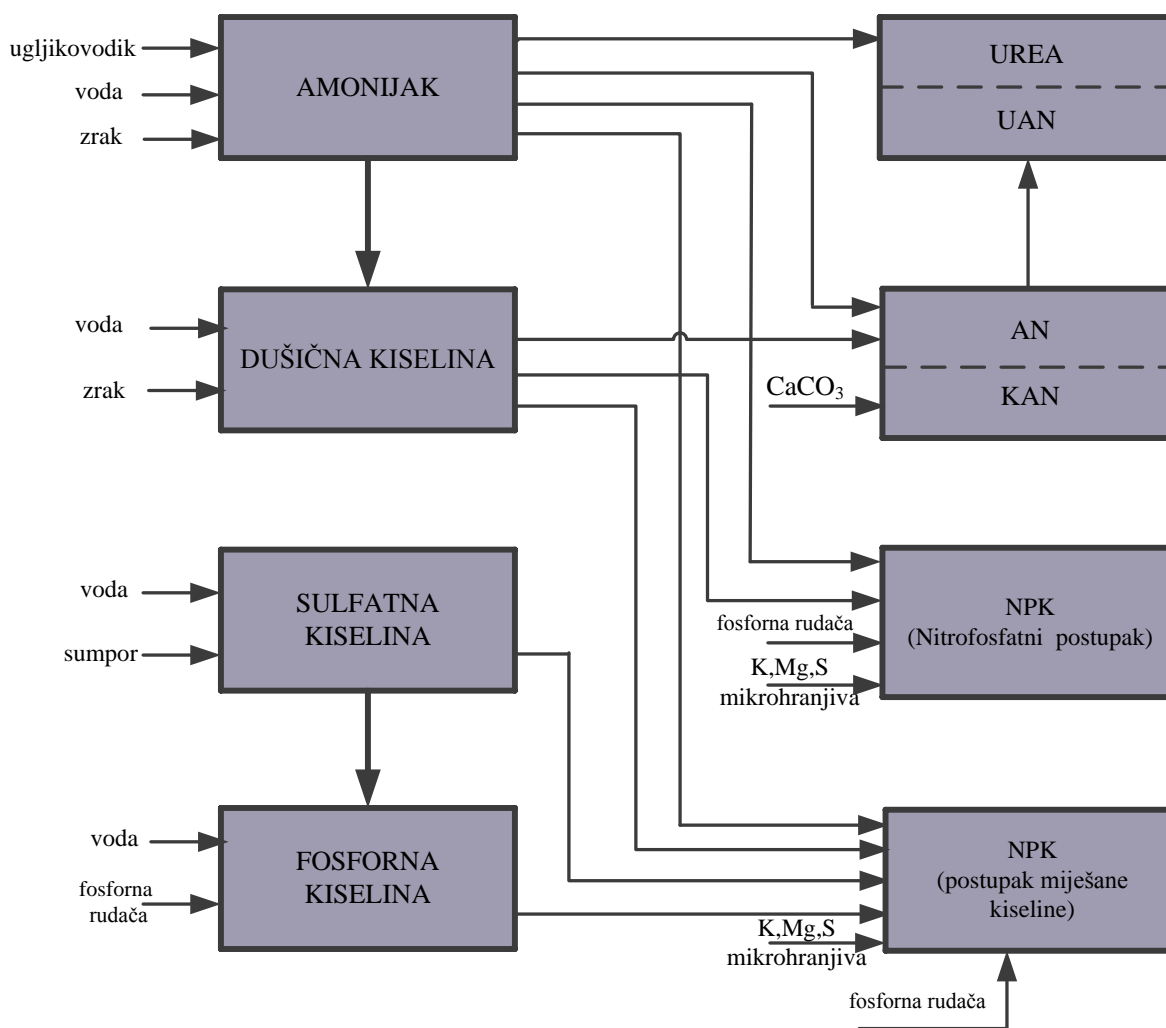 ugljikovodik
voda
zrak
AMONIJAK
UREA
UAN
voda
zrak
DUŠIČNA KISELINA
AN
KAN
CaCO₃
voda
sumpor
SULFATNA
KISELINA
fosforna rudača
K,Mg,S
mikrohranjiva
NPK
(Nitrofosfatni postupak)
voda
fosforna
rudača
FOSFORNA
KISELINA
K,Mg,S
mikrohranjiva
NPK
(postupak miješane
kiseline)
fosforna rudača